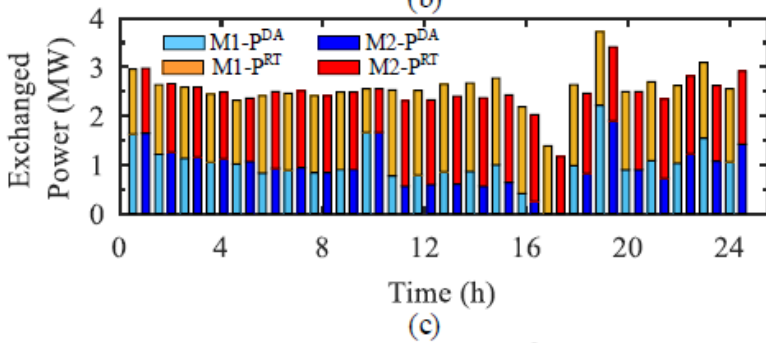 (b)
Exchanged
Power (MW)
4
3
2
1
0
M1-P^DA M2-P^DA
M1-P^RT M2-P^RT
0 4 8 12 16 20 24
Time (h)
(c)